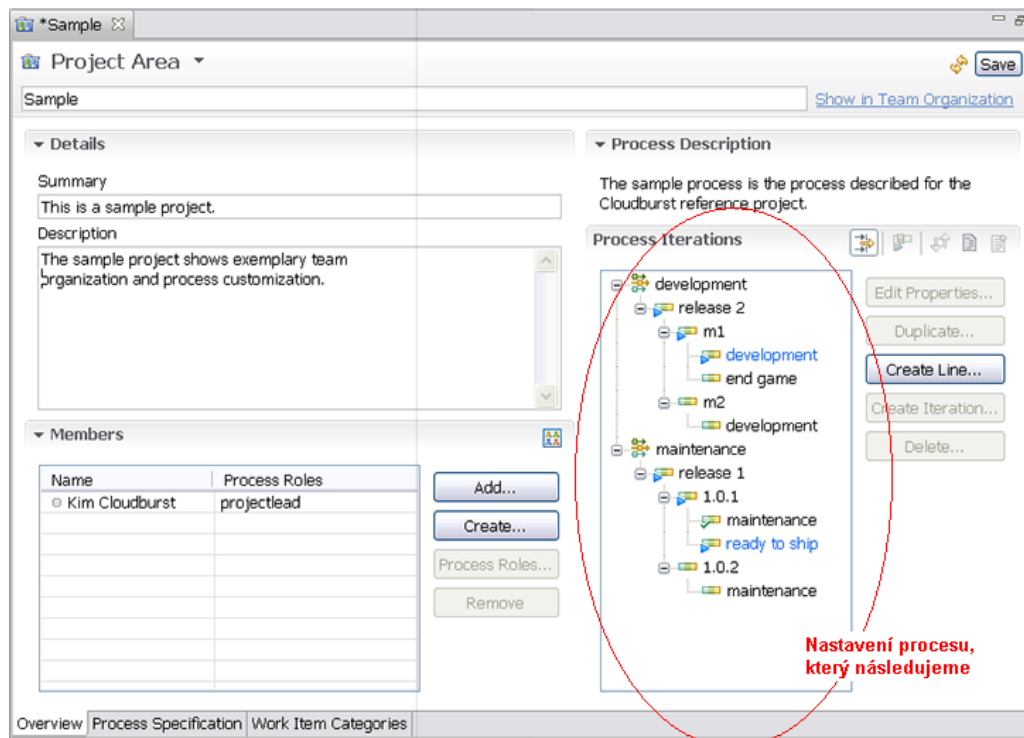 *Sample
Project Area
Save
Sample
Show in Team Organization
Details
Summary
This is a sample project.
Description
The sample project shows exemplary team
organization and process customization.
Members
Name Process Roles
Kim Cloudburst projectlead
Add...
Create...
Process Roles...
Remove
Process Description
The sample process is the process described for the
Cloudburst reference project.
Process Iterations
development
release 2
m1
development
end game
m2
development
maintenance
release 1
1.0.1
maintenance
ready to ship
1.0.2
maintenance
Edit Properties...
Duplicate...
Create Line...
Create Iteration...
Delete...
Nastavení procesu,
který následujeme
Overview Process Specification Work Item Categories